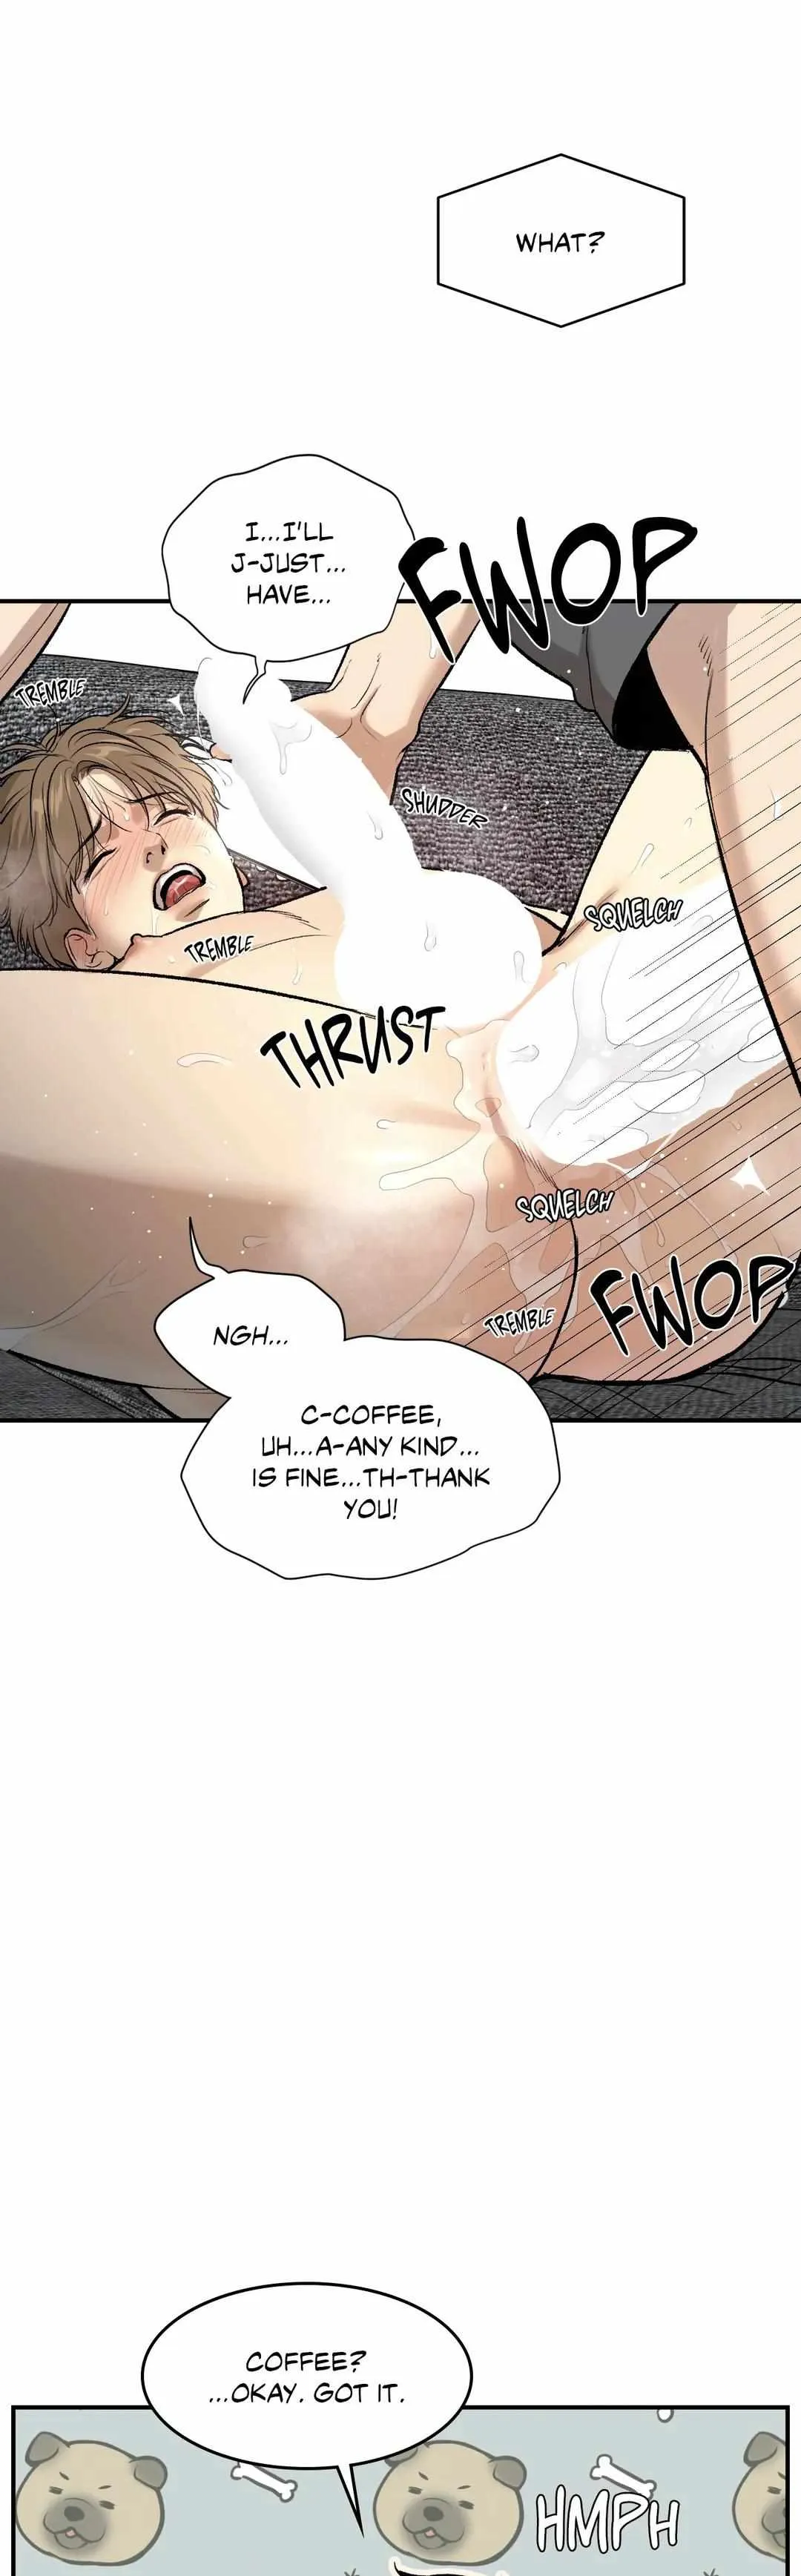 WHAT?
I...I'LL
J-JUST...
HAVE...
FWOP
TREMBLE
SHUDDER
SQUELCH
TREMBLE
THRUST
SQUELCH
FWOP
TREMBLE
NGH...
C-COFFEE,
UH...A-ANY KIND...
IS FINE...TH-THANK
YOU!
COFFEE?
...OKAY. GOT IT.
HMPH